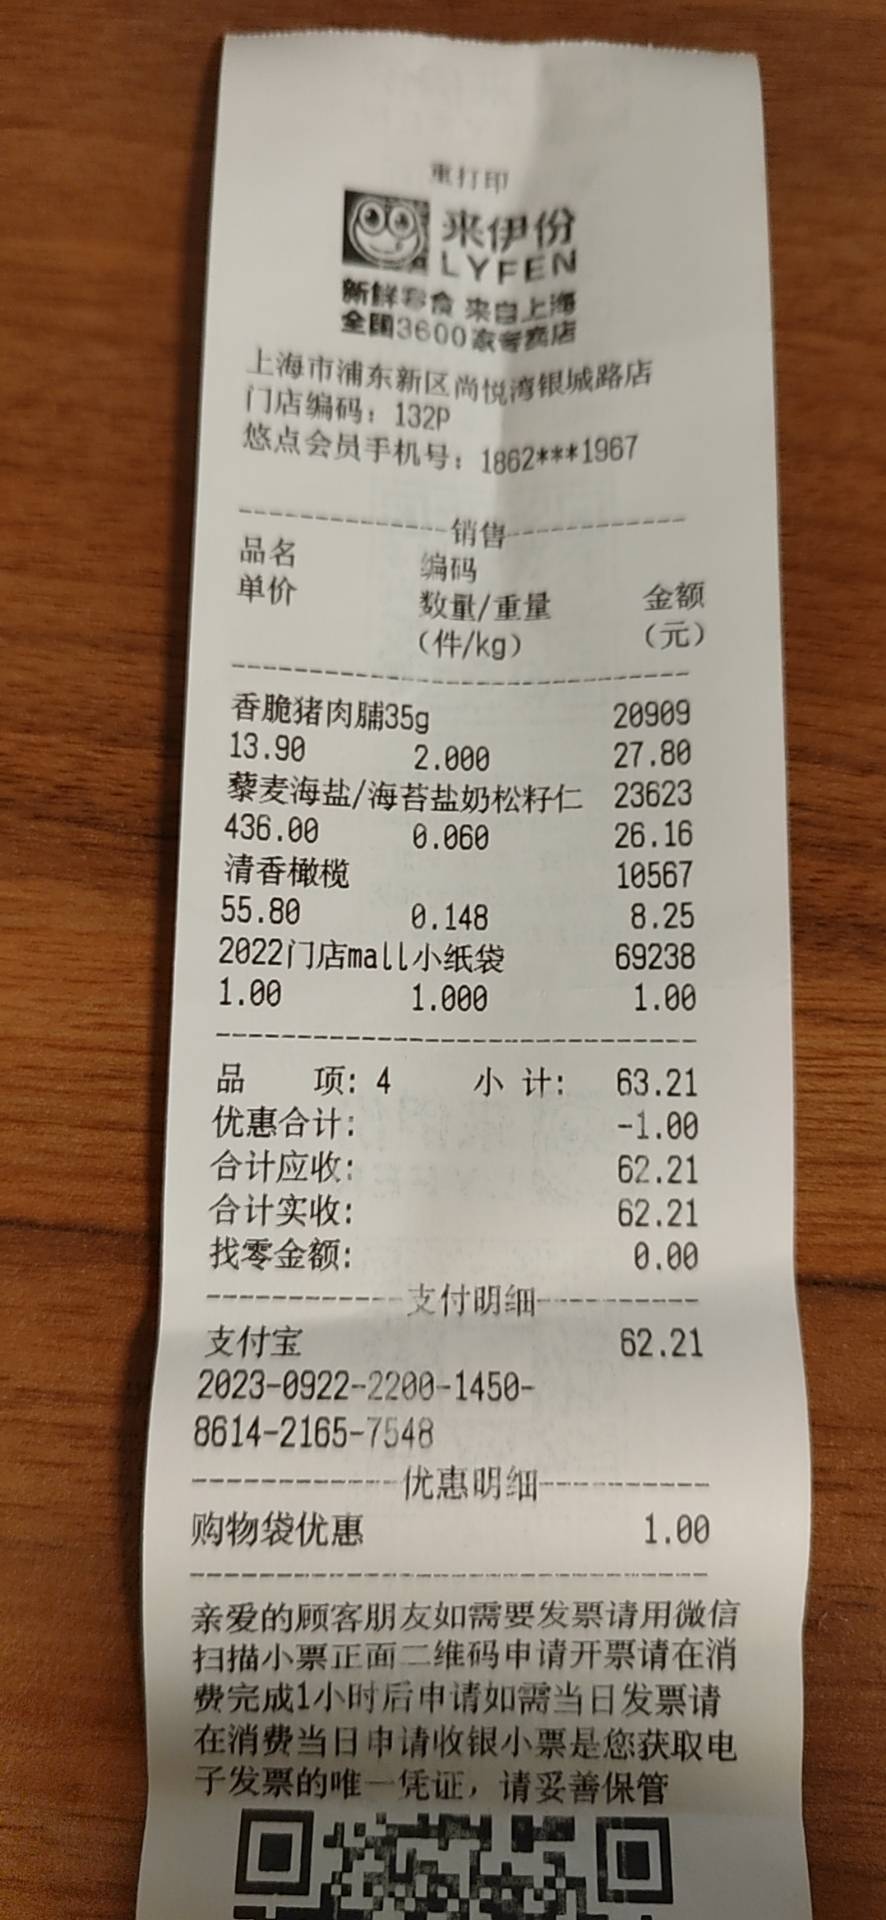 重打印
来伊份
LYFEN
新鲜零食 来自上海
全国3600家专卖店
上海市浦东新区尚悦湾银城路店
门店编码：132P
悠点会员手机号：1862***1967
销售
品名 编码
单价 数量/重量 金额
（件/kg） （元）
香脆猪肉脯35g 20909
13.90 2.000 27.80
藜麦海盐/海苔盐奶松籽仁 23623
436.00 0.060 26.16
清香橄榄 10567
55.80 0.148 8.25
2022门店mall小纸袋 69238
1.00 1.000 1.00
品 项: 4 小 计: 63.21
优惠合计: -1.00
合计应收: 62.21
合计实收: 62.21
找零金额: 0.00
支付明细
支付宝 62.21
2023-0922-2200-1450-
8614-2165-7548
优惠明细
购物袋优惠 1.00
亲爱的顾客朋友如需要发票请用微信
扫描小票正面二维码申请开票请在消
费完成1小时后申请如需当日发票请
在消费当日申请收银小票是您获取电
子发票的唯一凭证，请妥善保管